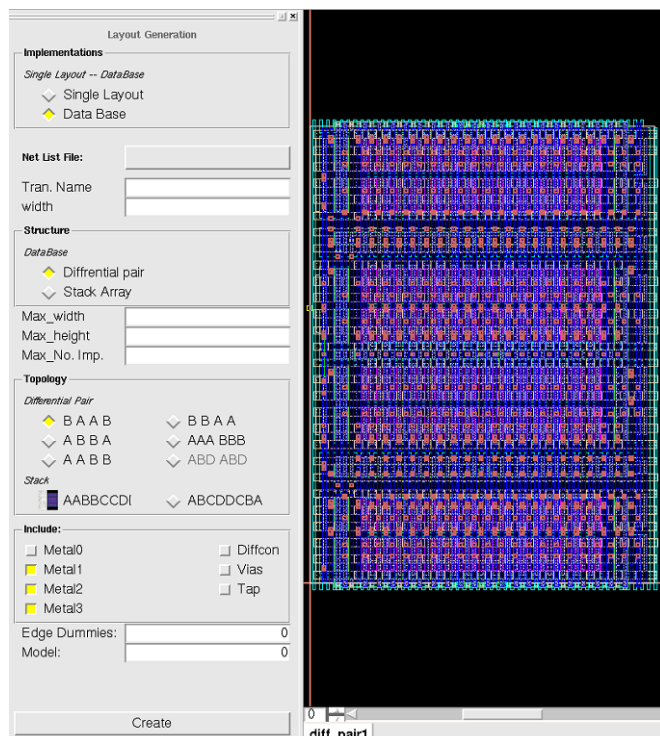 Layout Generation
Implementations
Single Layout -- DataBase
Single Layout
Data Base
Net List File:
Tran. Name
width
Structure
DataBase
Diffrential pair
Stack Array
Max_width
Max_height
Max_No. Imp.
Topology
Differential Pair
B A A B B B A A
A B B A AAA BBB
A A B B ABD ABD
Stack
AABBCCD( ABCDDCBA
Include:
Metal0 Diffcon
Metal1 Vias
Metal2 Tap
Metal3
Edge Dummies: 0
Model: 0
Create
0
diff_pair1